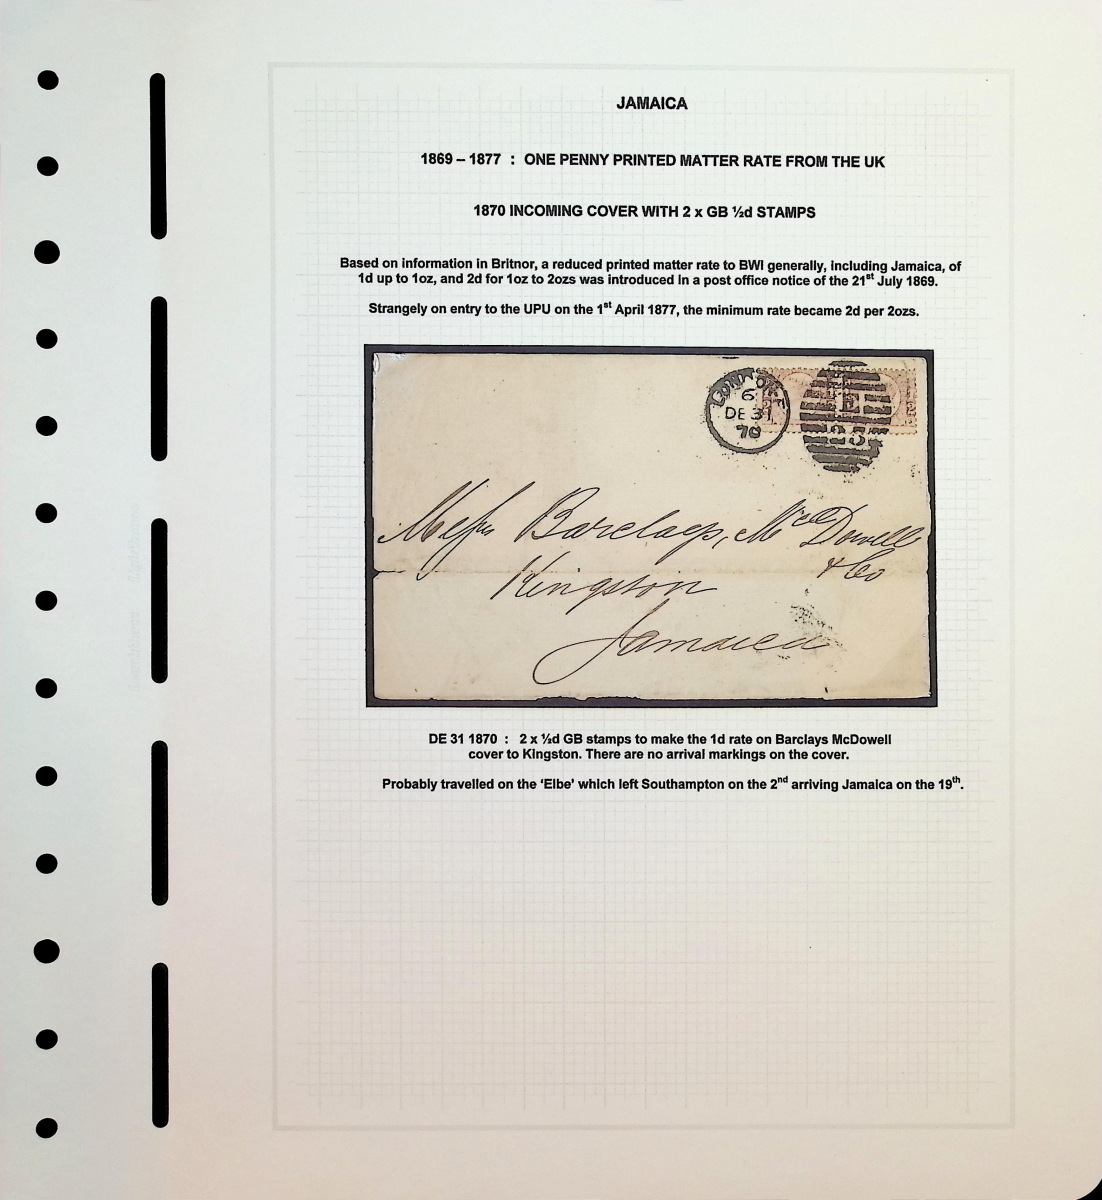 JAMAICA
1869 – 1877 : ONE PENNY PRINTED MATTER RATE FROM THE UK
1870 INCOMING COVER WITH 2 x GB ½d STAMPS
Based on information in Britnor, a reduced printed matter rate to BWI generally, including Jamaica, of
1d up to 1oz, and 2d for 1oz to 2ozs was introduced in a post office notice of the 21st July 1869.
Strangely on entry to the UPU on the 1st April 1877, the minimum rate became 2d per 2ozs.
6
DE 31
70
E
Messrs Barclays, McDowell
& Co
Kingston
Jamaica
DE 31 1870 : 2 x ½d GB stamps to make the 1d rate on Barclays McDowell
cover to Kingston. There are no arrival markings on the cover.
Probably travelled on the ‘Elbe’ which left Southampton on the 2nd arriving Jamaica on the 19th.